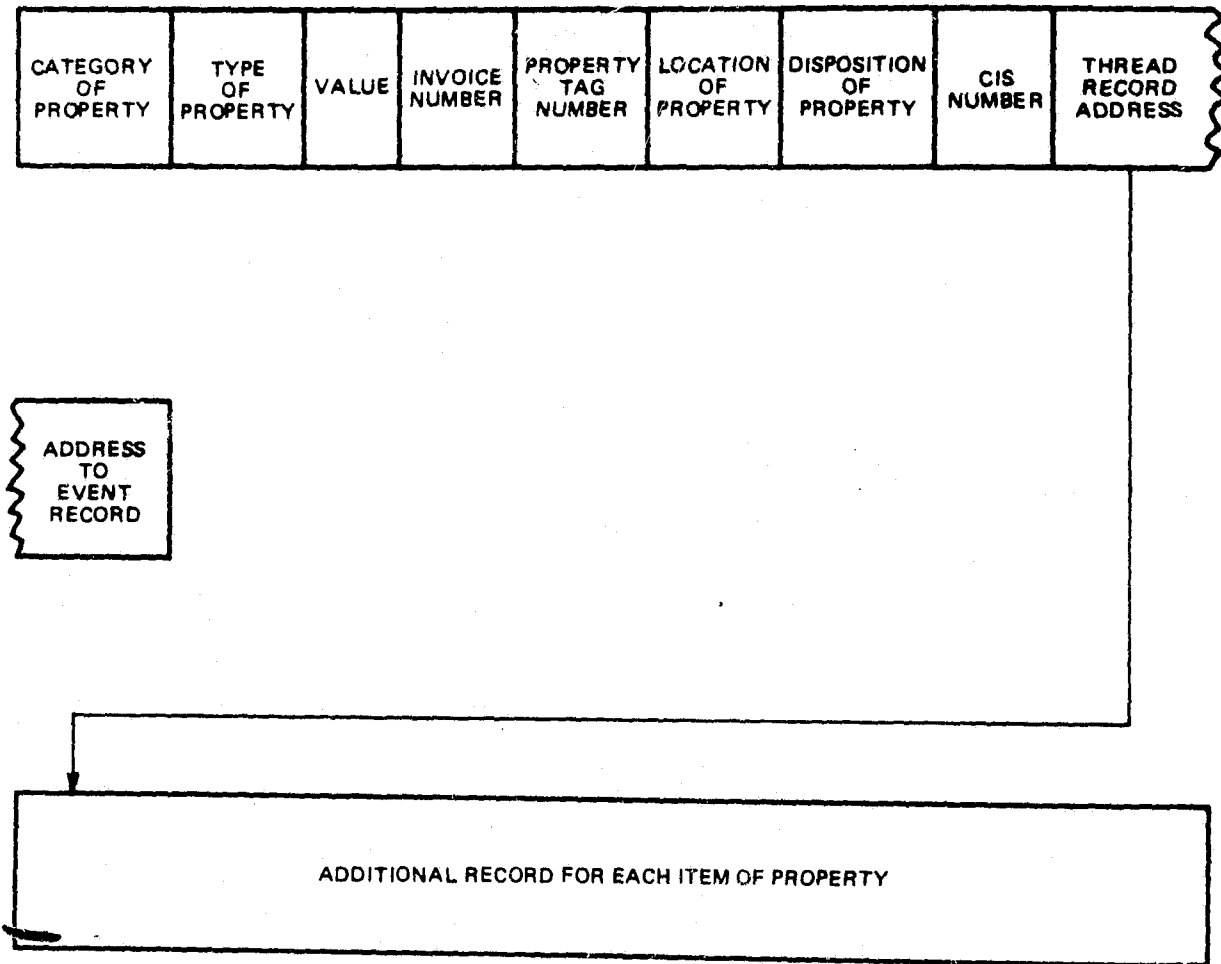 CATEGORY
OF
PROPERTY
TYPE
OF
PROPERTY
VALUE
INVOICE
NUMBER
PROPERTY
TAG
NUMBER
LOCATION
OF
PROPERTY
DISPOSITION
OF
PROPERTY
CIS
NUMBER
THREAD
RECORD
ADDRESS
ADDRESS
TO
EVENT
RECORD
ADDITIONAL RECORD FOR EACH ITEM OF PROPERTY